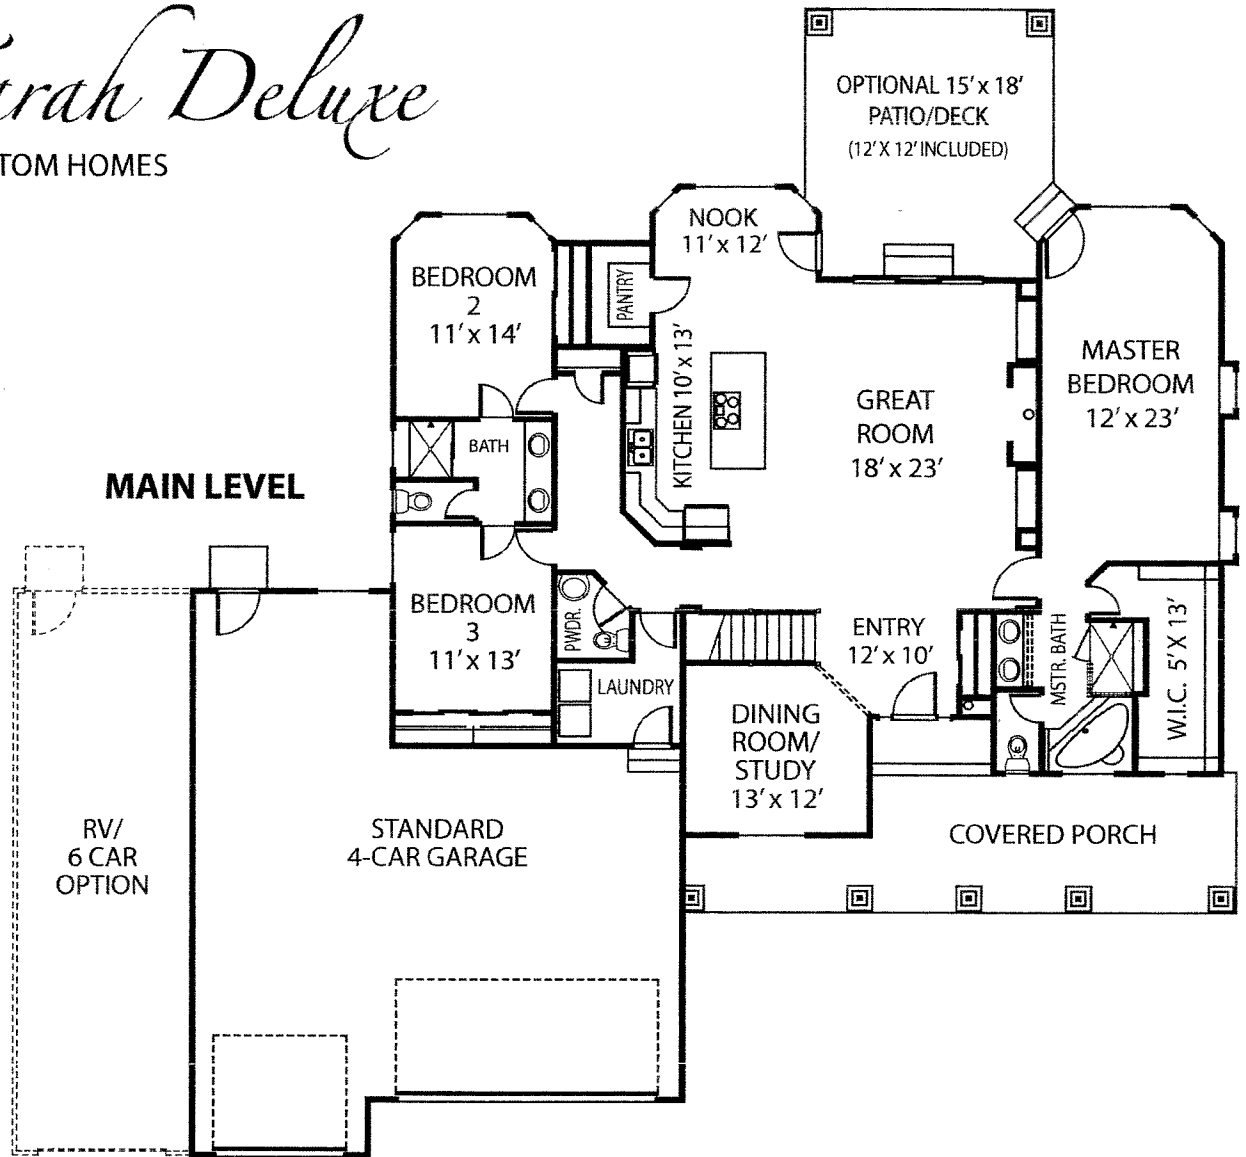 Deluxe
HOMES
OPTIONAL 15' x 18'
PATIO/DECK
(12' X 12' INCLUDED)
NOOK
11' x 12'
BEDROOM
2
11' x 14'
PANTRY
KITCHEN 10' x 13'
GREAT
ROOM
18' x 23'
MASTER
BEDROOM
12' x 23'
BATH
MAIN LEVEL
BEDROOM
3
11' x 13'
PWDR.
LAUNDRY
ENTRY
12' x 10'
MSTR. BATH
W.I.C. 5' X 13'
DINING
ROOM/
STUDY
13' x 12'
RV/
6 CAR
OPTION
STANDARD
4-CAR GARAGE
COVERED PORCH